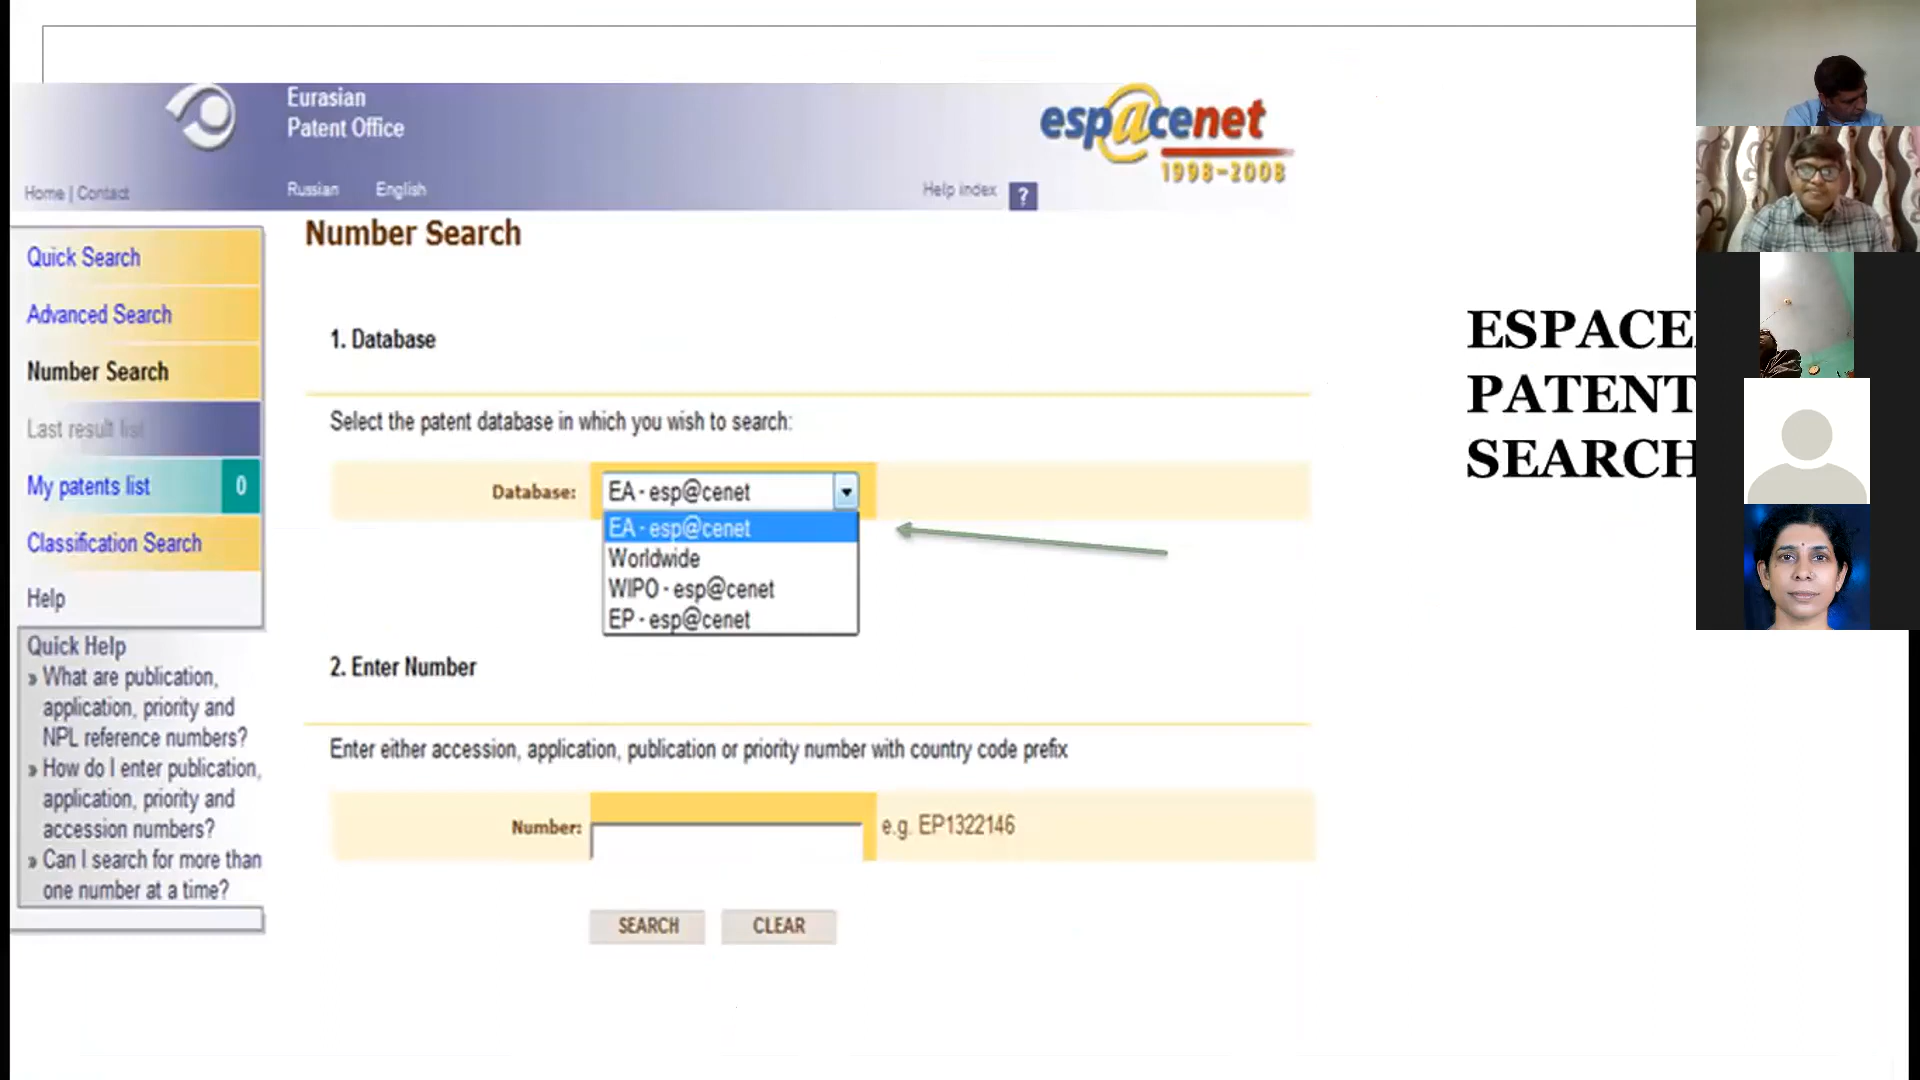 Eurasian
Patent Office
esp@cenet
1998-2008
Home | Contact
Russian English
Help index ?
Quick Search
Advanced Search
Number Search
Last result list
My patents list 0
Classification Search
Help
Quick Help
» What are publication,
application, priority and
NPL reference numbers?
» How do I enter publication,
application, priority and
accession numbers?
» Can I search for more than
one number at a time?
Number Search
1. Database
Select the patent database in which you wish to search:
Database: EA - esp@cenet
EA - esp@cenet
Worldwide
WIPO - esp@cenet
EP - esp@cenet
2. Enter Number
Enter either accession, application, publication or priority number with country code prefix
Number: e.g. EP1322146
SEARCH CLEAR
ESPACE
PATENT
SEARCH